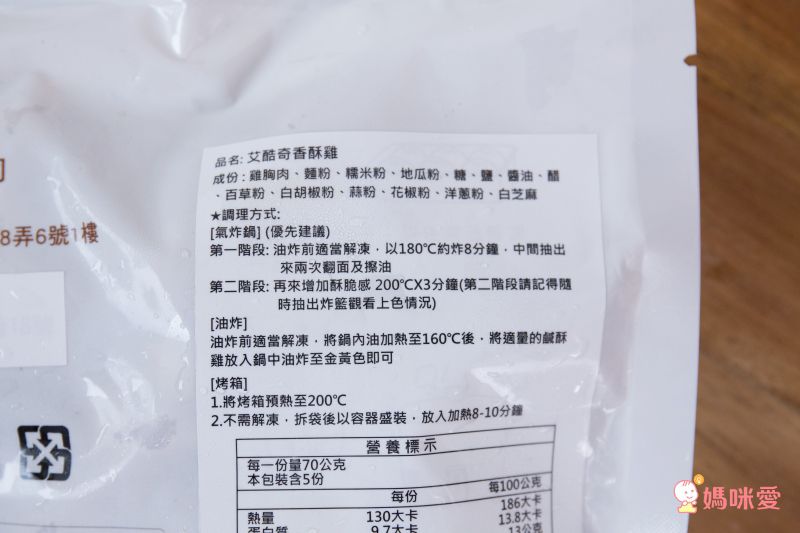 品名: 艾酷奇香酥雞
成份: 雞胸肉、麵粉、糯米粉、地瓜粉、糖、鹽、醬油、醋
、百草粉、白胡椒粉、蒜粉、花椒粉、洋蔥粉、白芝麻
★調理方式:
[氣炸鍋] (優先建議)
第一階段: 油炸前適當解凍，以180℃約炸8分鐘，中間抽出
來兩次翻面及擦油
第二階段: 再來增加酥脆感 200℃X3分鐘(第二階段請記得隨
時抽出炸籃觀看上色情況)
[油炸]
油炸前適當解凍，將鍋內油加熱至160℃後，將適量的鹹酥
雞放入鍋中油炸至金黃色即可
[烤箱]
1.將烤箱預熱至200℃
2.不需解凍，拆袋後以容器盛裝，放入加熱8-10分鐘
營養標示
每一份量70公克
本包裝含5份
每份 每100公克
熱量 130大卡 186大卡
蛋白質 9.7大卡 13.8大卡
13公克
8弄6號1樓
媽咪愛